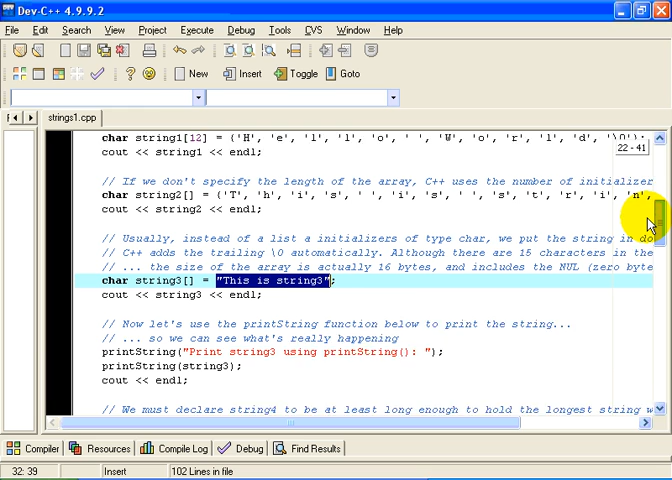 Dev-C++ 4.9.9.2
File Edit Search View Project Execute Debug Tools CVS Window Help
New Insert Toggle Goto
strings1.cpp
char string1[12] = {'H', 'e', 'l', 'l', 'o', ' ', 'W', 'o', 'r', 'l', 'd', '\0'};
22 - 41
cout << string1 << endl;
// If we don't specify the length of the array, C++ uses the number of initializer
char string2[] = {'T', 'h', 'i', 's', ' ', 'i', 's', ' ', 's', 't', 'r', 'i', 'n',
cout << string2 << endl;
// Usually, instead of a list a initializers of type char, we put the string in do
// C++ adds the trailing \0 automatically. Although there are 15 characters in the
// ... the size of the array is actually 16 bytes, and includes the NUL (zero byte
char string3[] = "This is string3";
cout << string3 << endl;
// Now let's use the printString function below to print the string...
// ... so we can see what's really happening
printString("Print string3 using printString(): ");
printString(string3);
cout << endl;
// We must declare string4 to be at least long enough to hold the longest string w
Compiler Resources Compile Log Debug Find Results
32: 39 Insert 102 Lines in file